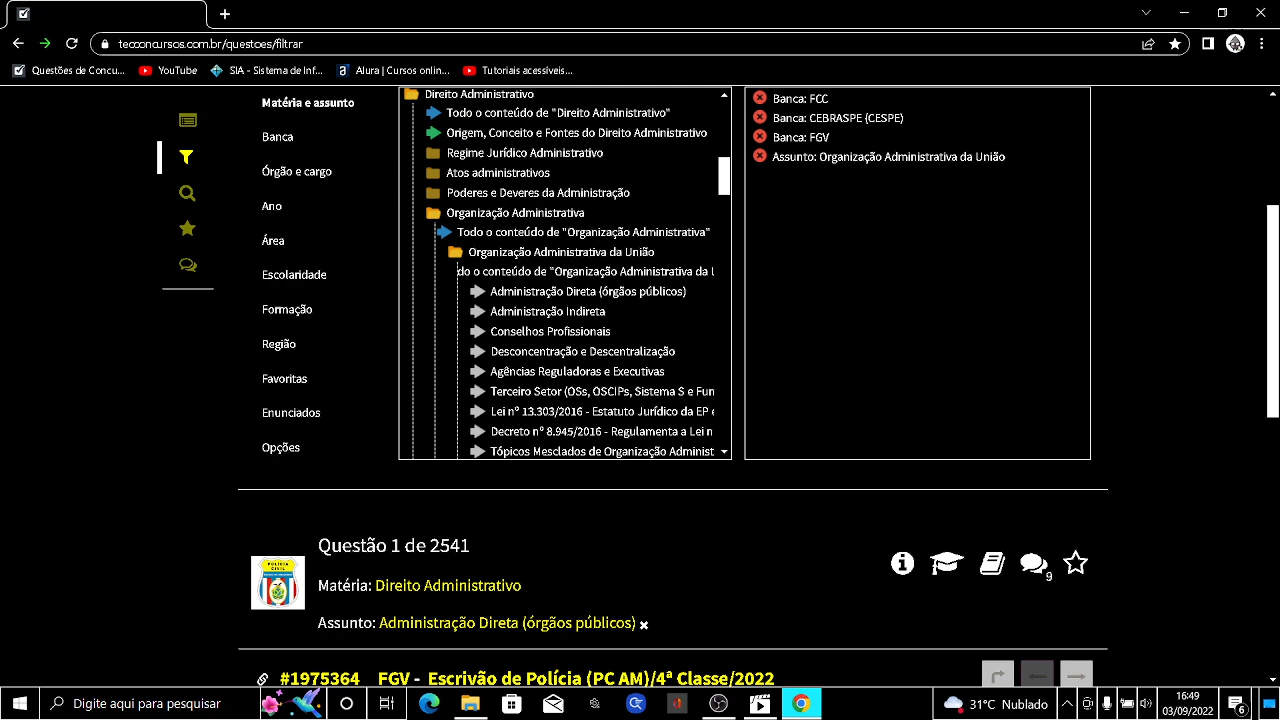 tecconcursos.com.br/questoes/filtrar
Questões de Concu...
YouTube
SIA - Sistema de Inf...
Alura | Cursos onlin...
Tutoriais acessíveis...
Matéria e assunto
Banca
Órgão e cargo
Ano
Área
Escolaridade
Formação
Região
Favoritas
Enunciados
Opções
Direito Administrativo
Todo o conteúdo de "Direito Administrativo"
Origem, Conceito e Fontes do Direito Administrativo
Regime Jurídico Administrativo
Atos administrativos
Poderes e Deveres da Administração
Organização Administrativa
Todo o conteúdo de "Organização Administrativa"
Organização Administrativa da União
do o conteúdo de "Organização Administrativa da U
Administração Direta (órgãos públicos)
Administração Indireta
Conselhos Profissionais
Desconcentração e Descentralização
Agências Reguladoras e Executivas
Terceiro Setor (OSs, OSCIPs, Sistema S e Fun
Lei nº 13.303/2016 - Estatuto Jurídico da EP e
Decreto nº 8.945/2016 - Regulamenta a Lei n
Tópicos Mesclados de Organização Administ
Banca: FCC
Banca: CEBRASPE (CESPE)
Banca: FGV
Assunto: Organização Administrativa da União
Questão 1 de 2541
Matéria: Direito Administrativo
Assunto: Administração Direta (órgãos públicos)
9
POLÍCIA
CIVIL
#1975364 FGV - Escrivão de Polícia (PC AM)/4ª Classe/2022
Digite aqui para pesquisar
31°C Nublado
16:49
03/09/2022
6